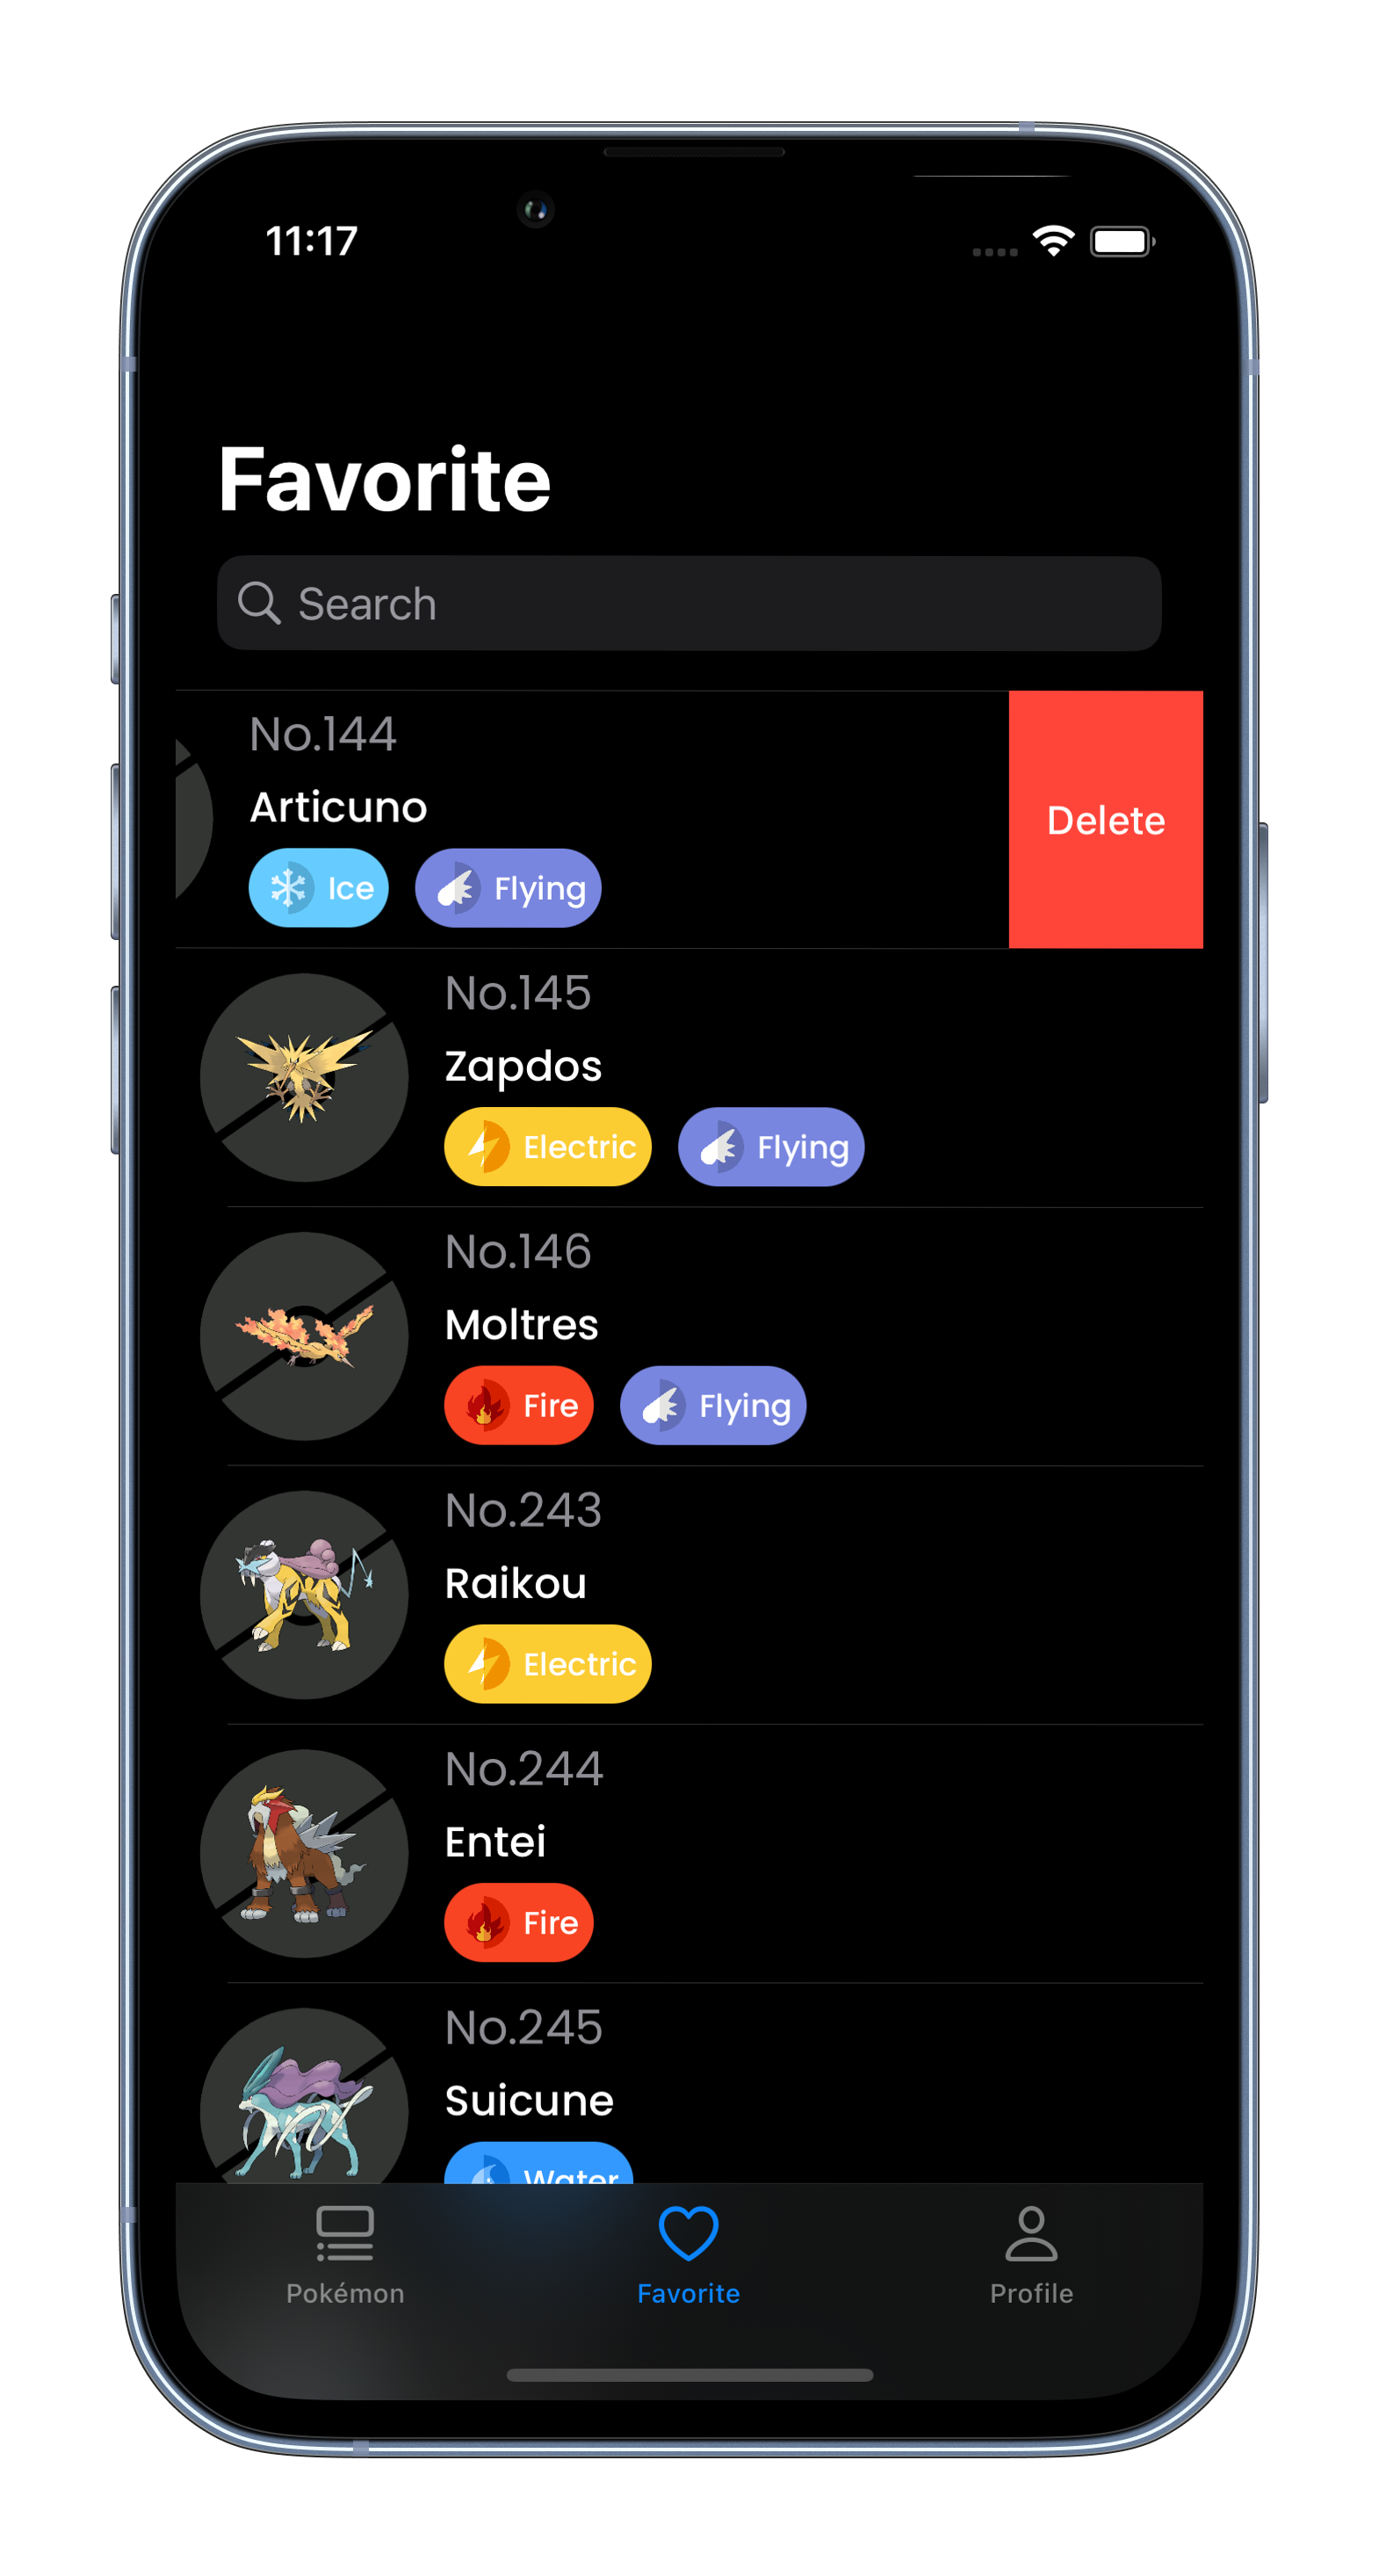 11:17
Favorite
Search
No.144
Articuno
Ice Flying
Delete
No.145
Zapdos
Electric Flying
No.146
Moltres
Fire Flying
No.243
Raikou
Electric
No.244
Entei
Fire
No.245
Suicune
Water
Pokémon Favorite Profile